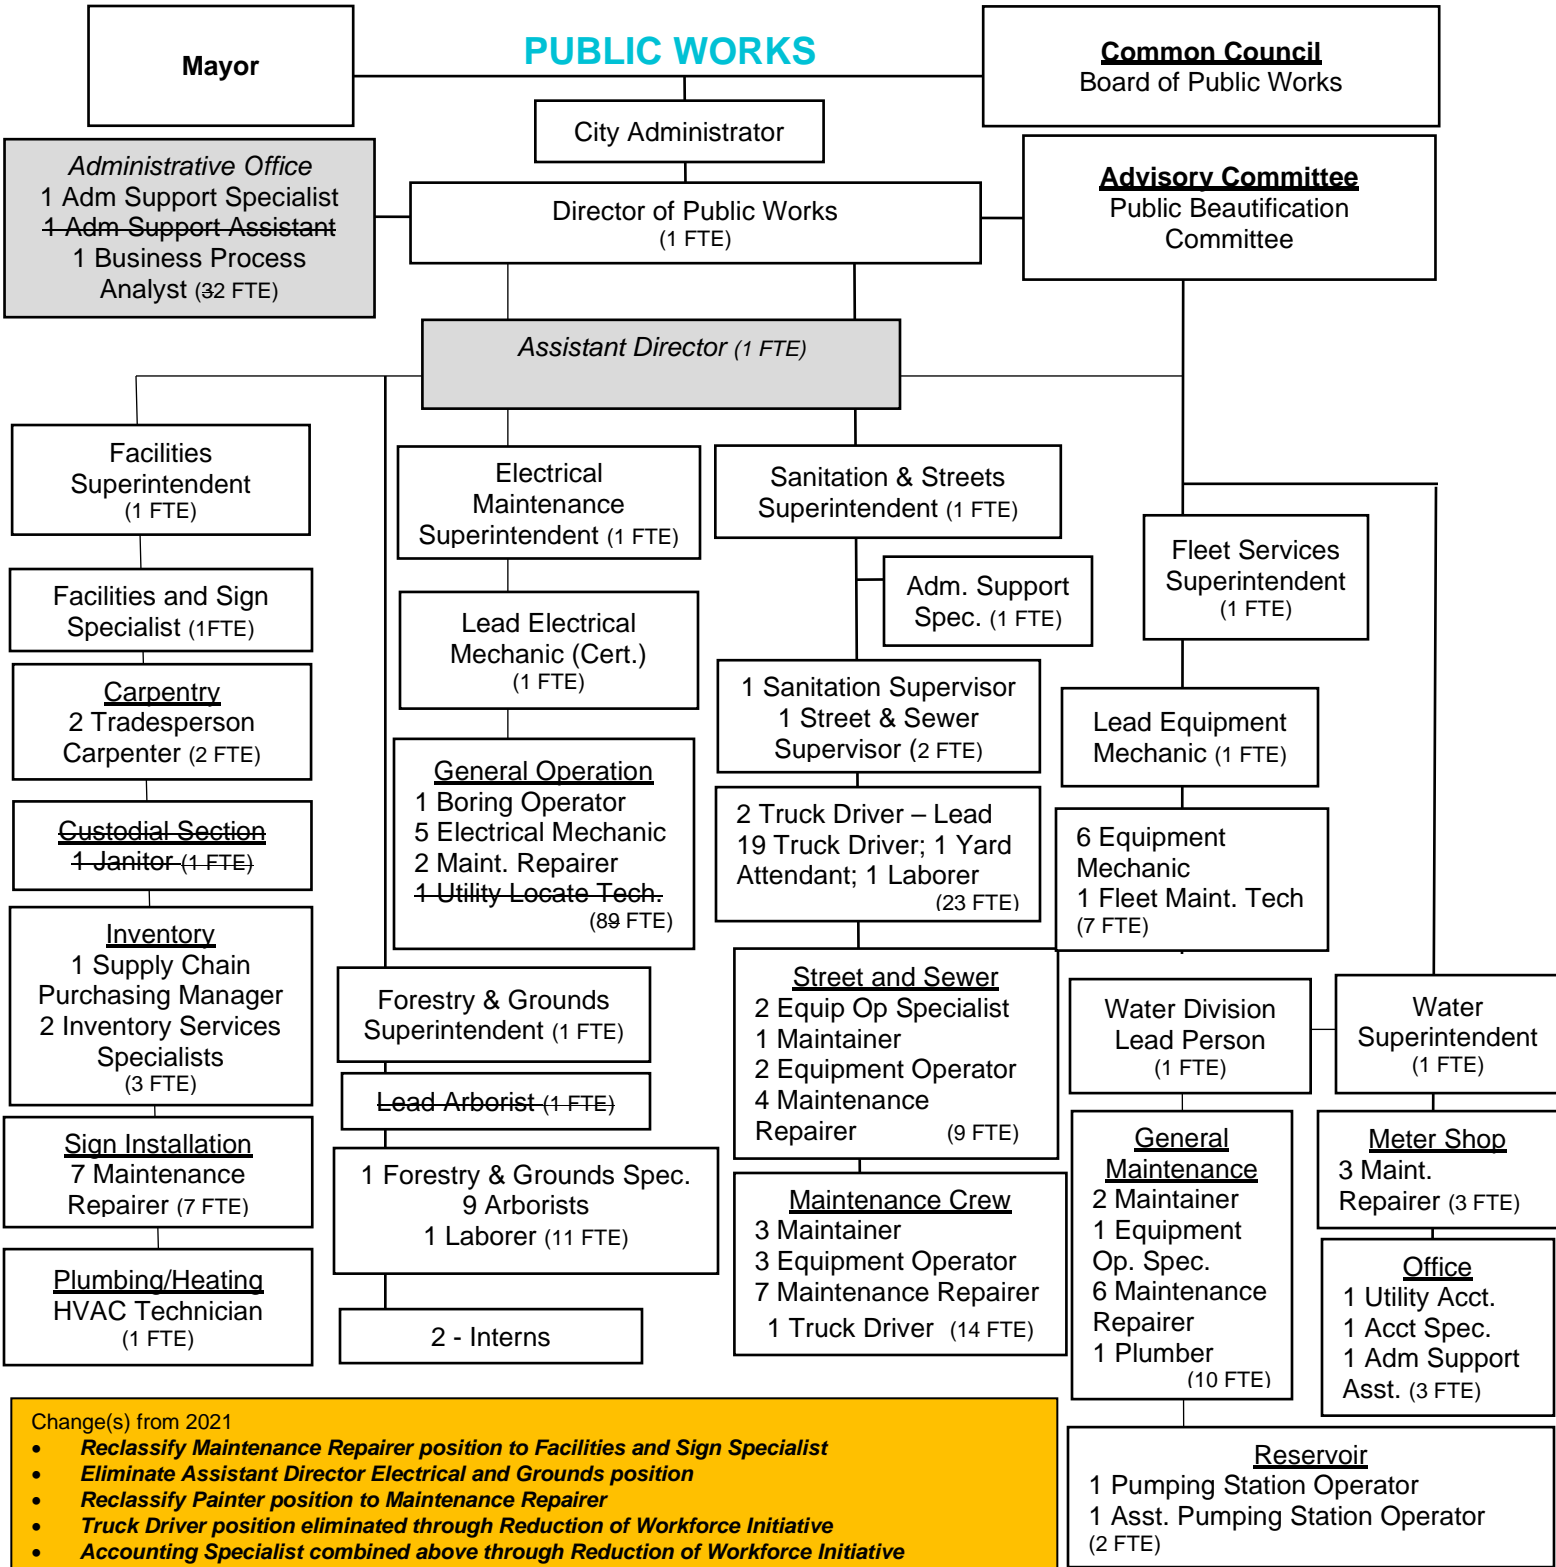 PUBLIC WORKS
Mayor
Common Council
Board of Public Works
City Administrator
Administrative Office
1 Adm Support Specialist
1 Adm Support Assistant
1 Business Process
Analyst (32 FTE)
Director of Public Works
(1 FTE)
Advisory Committee
Public Beautification
Committee
Assistant Director (1 FTE)
Facilities
Superintendent
(1 FTE)
Facilities and Sign
Specialist (1FTE)
Carpentry
2 Tradesperson
Carpenter (2 FTE)
Custodial Section
1 Janitor (1 FTE)
Inventory
1 Supply Chain
Purchasing Manager
2 Inventory Services
Specialists
(3 FTE)
Sign Installation
7 Maintenance
Repairer (7 FTE)
Plumbing/Heating
HVAC Technician
(1 FTE)
Electrical
Maintenance
Superintendent (1 FTE)
Lead Electrical
Mechanic (Cert.)
(1 FTE)
General Operation
1 Boring Operator
5 Electrical Mechanic
2 Maint. Repairer
1 Utility Locate Tech.
(89 FTE)
Forestry & Grounds
Superintendent (1 FTE)
Lead Arborist (1 FTE)
1 Forestry & Grounds Spec.
9 Arborists
1 Laborer (11 FTE)
2 - Interns
Sanitation & Streets
Superintendent (1 FTE)
Adm. Support
Spec. (1 FTE)
1 Sanitation Supervisor
1 Street & Sewer
Supervisor (2 FTE)
2 Truck Driver – Lead
19 Truck Driver; 1 Yard
Attendant; 1 Laborer
(23 FTE)
Street and Sewer
2 Equip Op Specialist
1 Maintainer
2 Equipment Operator
4 Maintenance
Repairer (9 FTE)
Maintenance Crew
3 Maintainer
3 Equipment Operator
7 Maintenance Repairer
1 Truck Driver (14 FTE)
Fleet Services
Superintendent
(1 FTE)
Lead Equipment
Mechanic (1 FTE)
6 Equipment
Mechanic
1 Fleet Maint. Tech
(7 FTE)
Water Division
Lead Person
(1 FTE)
Water
Superintendent
(1 FTE)
General
Maintenance
2 Maintainer
1 Equipment
Op. Spec.
6 Maintenance
Repairer
1 Plumber
(10 FTE)
Meter Shop
3 Maint.
Repairer (3 FTE)
Office
1 Utility Acct.
1 Acct Spec.
1 Adm Support
Asst. (3 FTE)
Reservoir
1 Pumping Station Operator
1 Asst. Pumping Station Operator
(2 FTE)
Change(s) from 2021
• Reclassify Maintenance Repairer position to Facilities and Sign Specialist
• Eliminate Assistant Director Electrical and Grounds position
• Reclassify Painter position to Maintenance Repairer
• Truck Driver position eliminated through Reduction of Workforce Initiative
• Accounting Specialist combined above through Reduction of Workforce Initiative